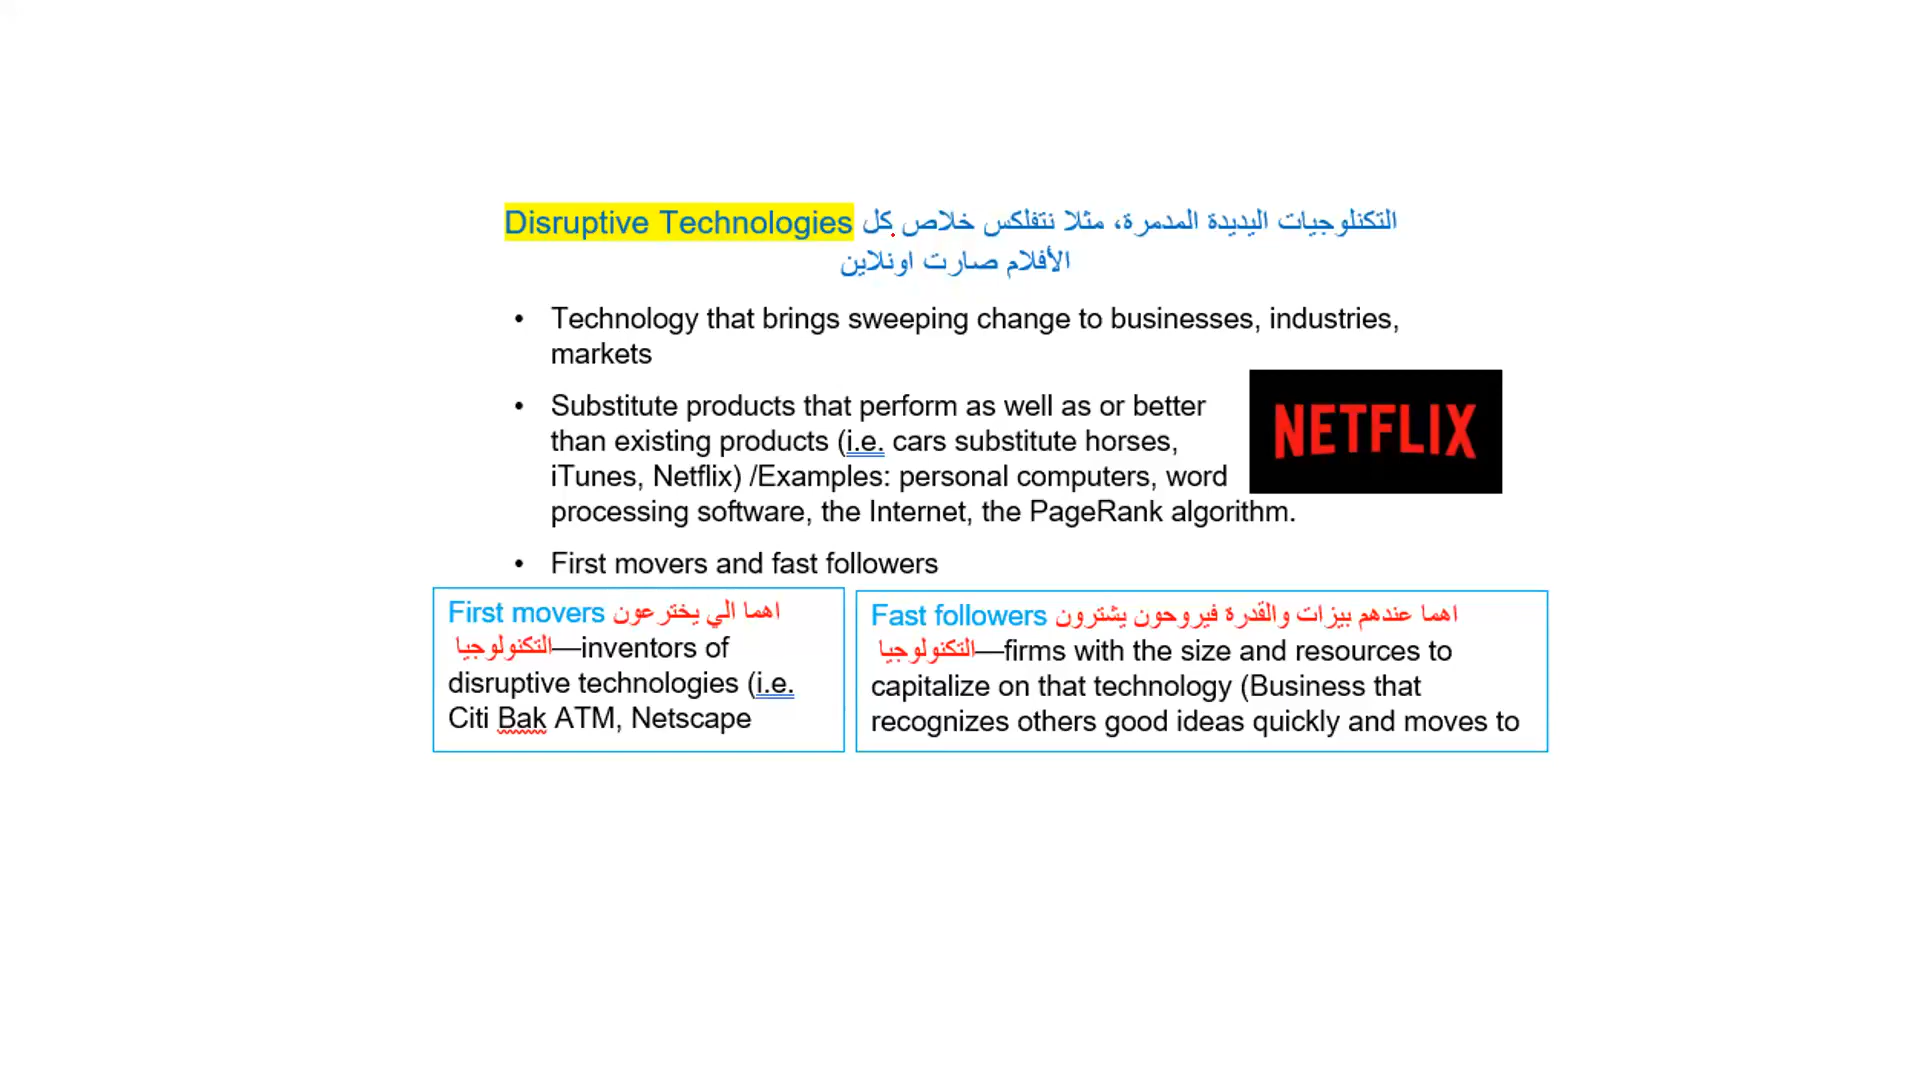 Disruptive Technologies التكنلوجيات اليديدة المدمرة، مثلا نتفلكس خلاص كل
الأفلام صارت اونلاين
• Technology that brings sweeping change to businesses, industries,
markets
• Substitute products that perform as well as or better
than existing products (i.e. cars substitute horses,
iTunes, Netflix) /Examples: personal computers, word
processing software, the Internet, the PageRank algorithm.
NETFLIX
• First movers and fast followers
First movers اهما الي يخترعون
التكنولوجيا—inventors of
disruptive technologies (i.e.
Citi Bak ATM, Netscape
Fast followers اهما عندهم بيزات والقدرة فيروحون يشترون
التكنولوجيا—firms with the size and resources to
capitalize on that technology (Business that
recognizes others good ideas quickly and moves to